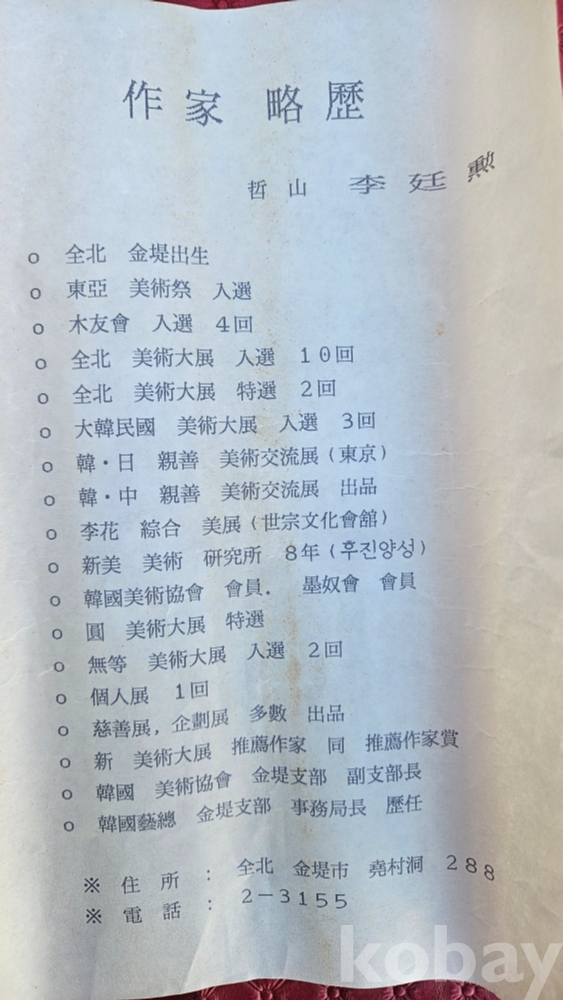 作家 略歷
哲山 李廷勲
o 全北 金堤出生
o 東亞 美術祭 入選
o 木友會 入選 4回
o 全北 美術大展 入選 10回
o 全北 美術大展 特選 2回
o 大韓民國 美術大展 入選 3回
o 韓·日 親善 美術交流展(東京)
o 韓·中 親善 美術交流展 出品
o 李花 綜合 美展(世宗文化會舘)
o 新美 美術 硏究所 8年(후진양성)
o 韓國美術協會 會員. 墨奴會 會員
o 圓 美術大展 特選
o 無等 美術大展 入選 2回
o 個人展 1回
o 慈善展,企劃展 多數 出品
o 新 美術大展 推薦作家 同 推薦作家賞
o 韓國 美術協會 金堤支部 副支部長
o 韓國藝總 金堤支部 事務局長 歷任
※ 住所 : 全北 金堤市 堯村洞 288
※ 電話 : 2-3155
kobay